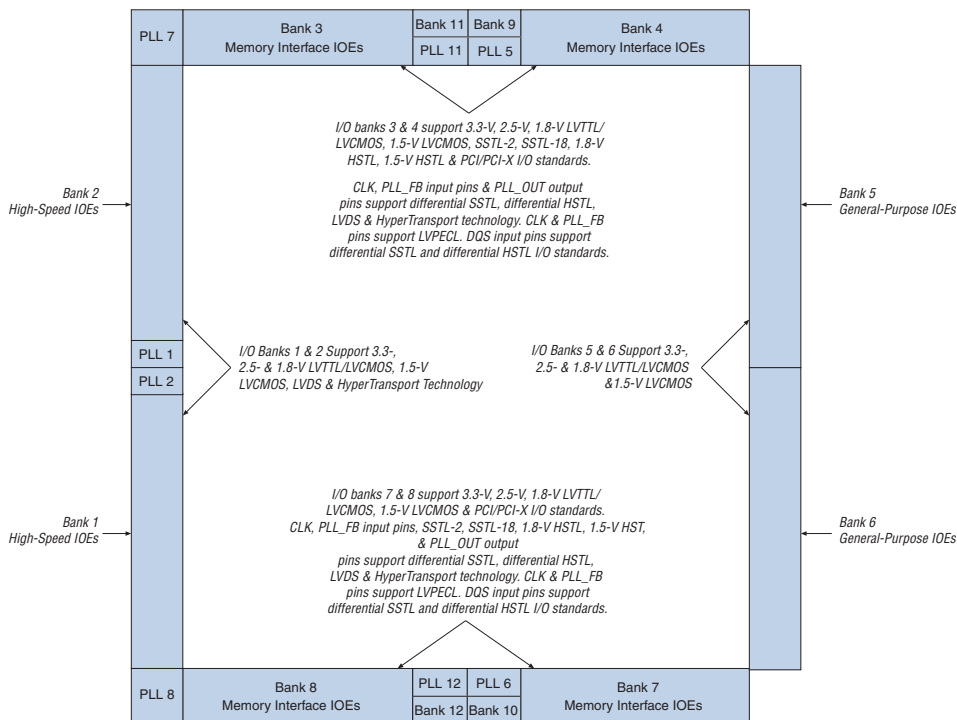 PLL 7
Bank 3
Memory Interface IOEs
Bank 11
Bank 9
PLL 11
PLL 5
Bank 4
Memory Interface IOEs
I/O banks 3 & 4 support 3.3-V, 2.5-V, 1.8-V LVTTL/
LVCMOS, 1.5-V LVCMOS, SSTL-2, SSTL-18, 1.8-V
HSTL, 1.5-V HSTL & PCI/PCI-X I/O standards.
CLK, PLL_FB input pins & PLL_OUT output
pins support differential SSTL, differential HSTL,
LVDS & HyperTransport technology. CLK & PLL_FB
pins support LVPECL. DQS input pins support
differential SSTL and differential HSTL I/O standards.
Bank 2
High-Speed IOEs
Bank 5
General-Purpose IOEs
PLL 1
PLL 2
I/O Banks 1 & 2 Support 3.3-,
2.5- & 1.8-V LVTTL/LVCMOS, 1.5-V
LVCMOS, LVDS & HyperTransport Technology
I/O Banks 5 & 6 Support 3.3-,
2.5- & 1.8-V LVTTL/LVCMOS
&1.5-V LVCMOS
I/O banks 7 & 8 support 3.3-V, 2.5-V, 1.8-V LVTTL/
LVCMOS, 1.5-V LVCMOS & PCI/PCI-X I/O standards.
CLK, PLL_FB input pins, SSTL-2, SSTL-18, 1.8-V HSTL, 1.5-V HST,
& PLL_OUT output
pins support differential SSTL, differential HSTL,
LVDS & HyperTransport technology. CLK & PLL_FB
pins support LVPECL. DQS input pins support
differential SSTL and differential HSTL I/O standards.
Bank 1
High-Speed IOEs
Bank 6
General-Purpose IOEs
PLL 8
Bank 8
Memory Interface IOEs
PLL 12
PLL 6
Bank 12
Bank 10
Bank 7
Memory Interface IOEs